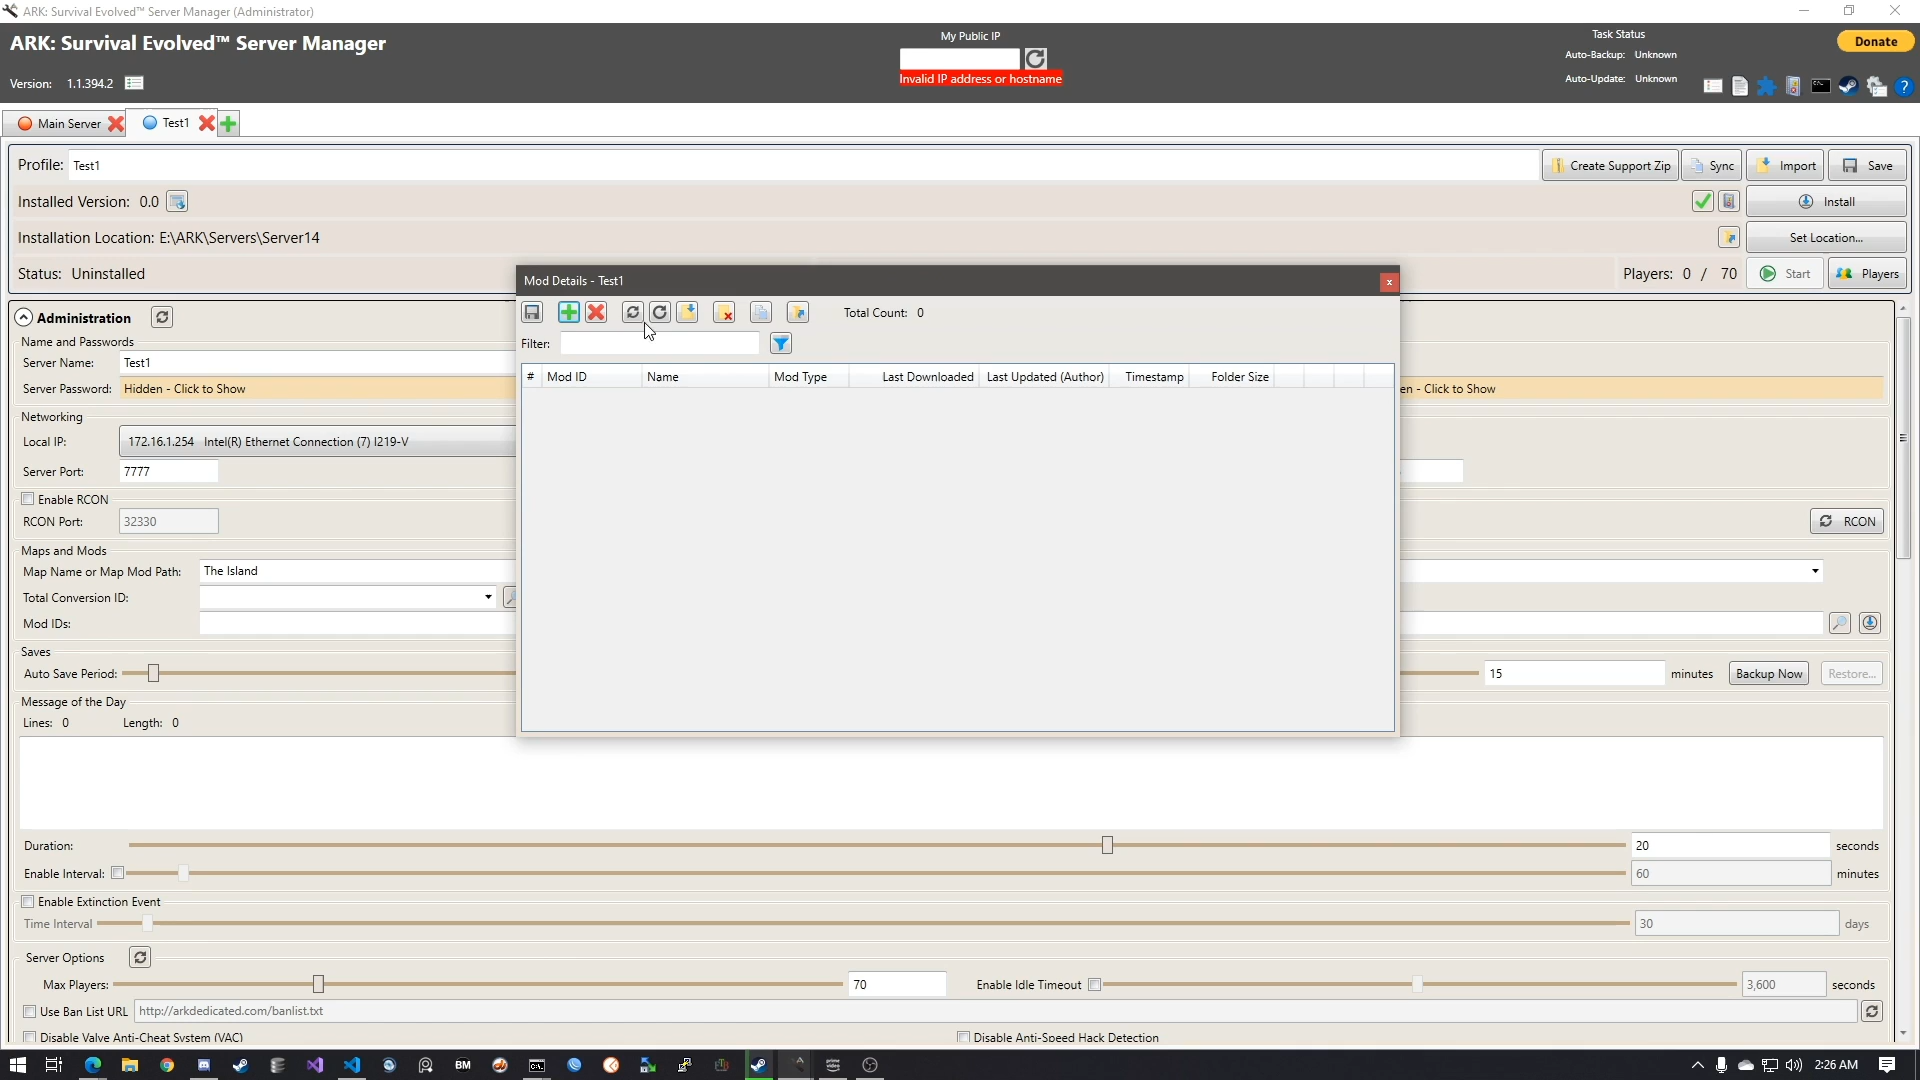 ARK: Survival Evolved™ Server Manager (Administrator)
ARK: Survival Evolved™ Server Manager
My Public IP
Task Status
Donate
Auto-Backup: Unknown
Invalid IP address or hostname
Auto-Update: Unknown
Version: 1.1.394.2
Main Server
Test1
Profile: Test1
Create Support Zip
Sync
Import
Save
Installed Version: 0.0
Install
Installation Location: E:\ARK\Servers\Server14
Set Location...
Status: Uninstalled
Players: 0 / 70
Start
Players
Mod Details - Test1
x
Total Count: 0
Filter:
# Mod ID Name Mod Type Last Downloaded Last Updated (Author) Timestamp Folder Size
Administration
Name and Passwords
Server Name: Test1
Server Password: Hidden - Click to Show
en - Click to Show
Networking
Local IP: 172.16.1.254 Intel(R) Ethernet Connection (7) I219-V
Server Port: 7777
Enable RCON
RCON Port: 32330
RCON
Maps and Mods
Map Name or Map Mod Path: The Island
Total Conversion ID:
Mod IDs:
Saves
Auto Save Period:
15 minutes
Backup Now
Restore...
Message of the Day
Lines: 0 Length: 0
Duration: 20 seconds
Enable Interval: 60 minutes
Enable Extinction Event
Time Interval 30 days
Server Options
Max Players: 70
Enable Idle Timeout 3,600 seconds
Use Ban List URL http://arkdedicated.com/banlist.txt
Disable Valve Anti-Cheat System (VAC)
Disable Anti-Speed Hack Detection
BM
2:26 AM